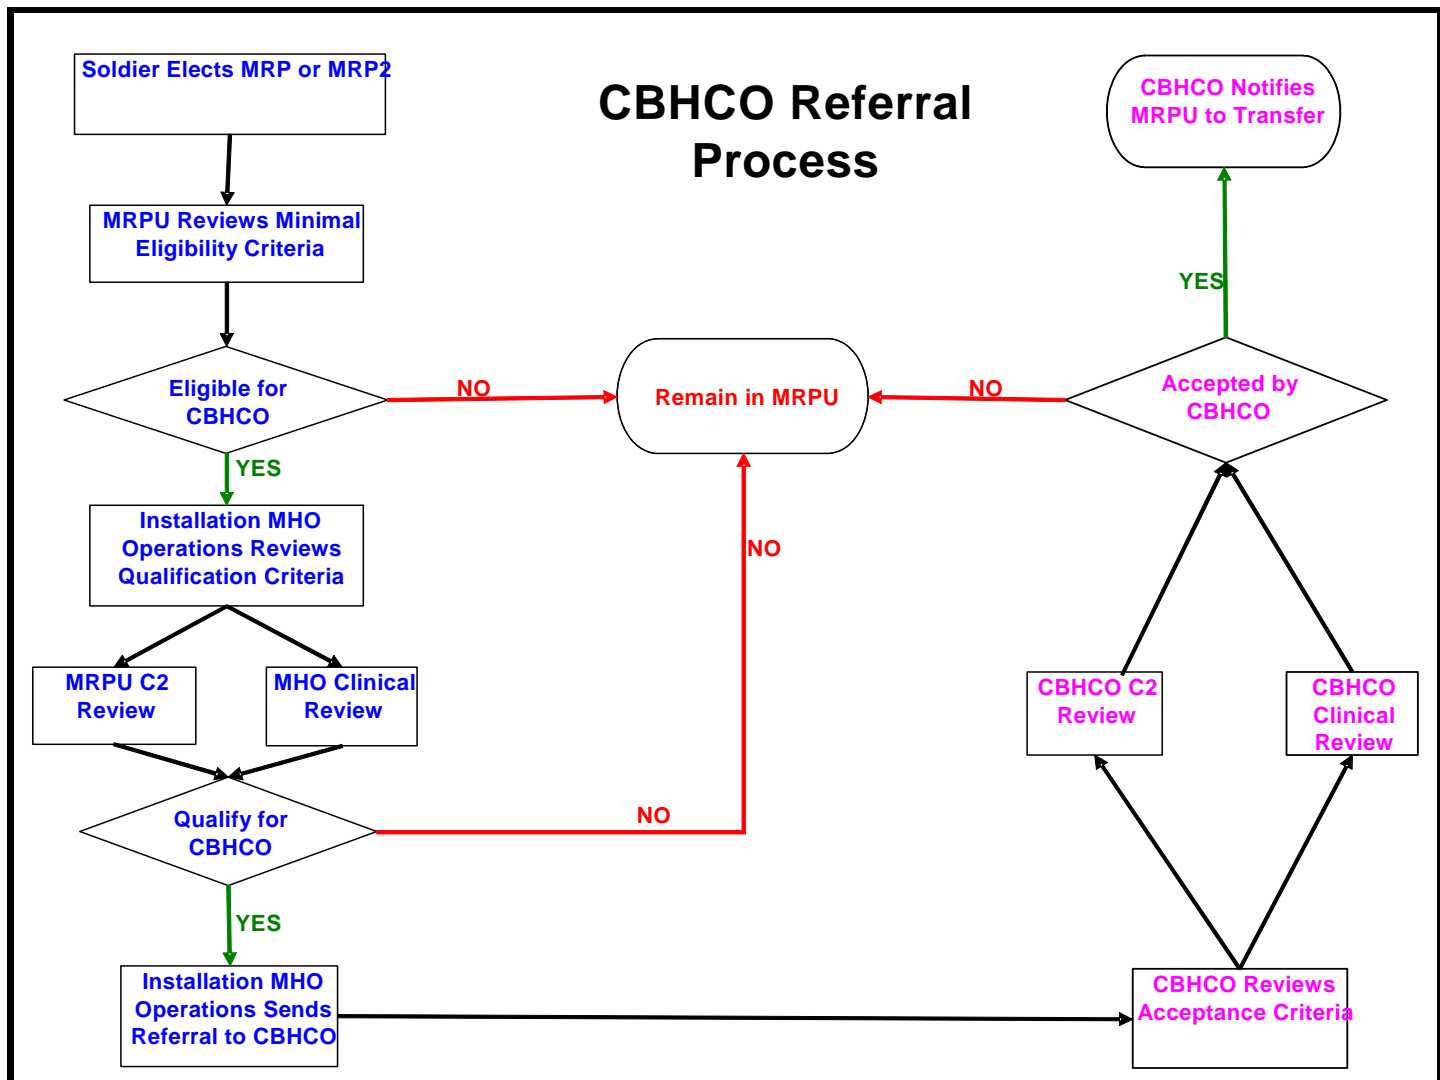 CBHCO Referral
Process
Soldier Elects MRP or MRP2
MRPU Reviews Minimal
Eligibility Criteria
Eligible for
CBHCO
NO
YES
Installation MHO
Operations Reviews
Qualification Criteria
MRPU C2
Review
MHO Clinical
Review
Qualify for
CBHCO
NO
NO
YES
Installation MHO
Operations Sends
Referral to CBHCO
Remain in MRPU
CBHCO Notifies
MRPU to Transfer
YES
NO
Accepted by
CBHCO
CBHCO C2
Review
CBHCO
Clinical
Review
CBHCO Reviews
Acceptance Criteria